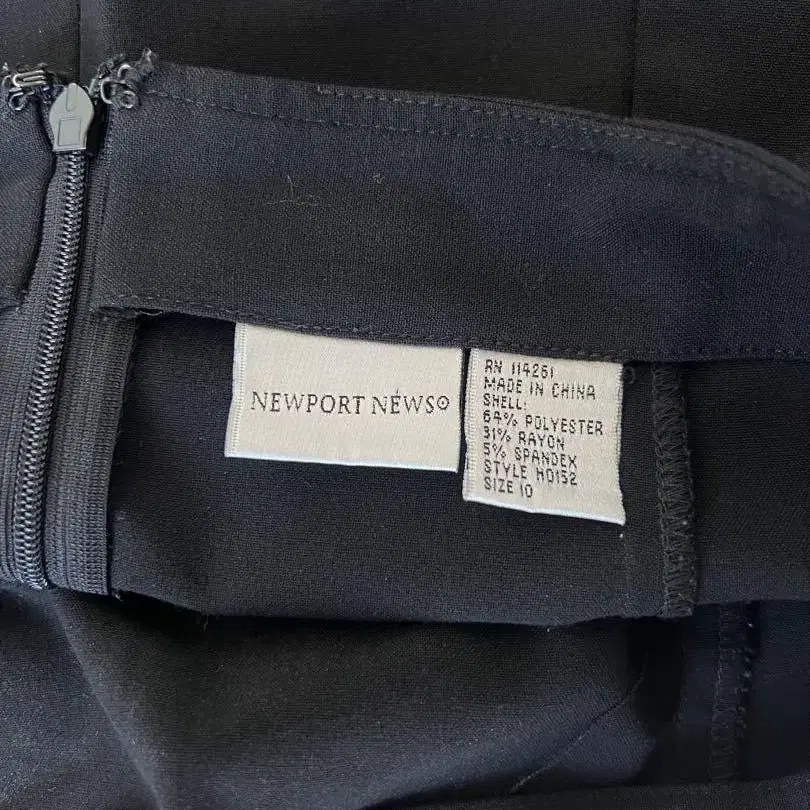 NEWPORT NEWS
RN 114261
MADE IN CHINA
SHELL:
64% POLYESTER
31% RAYON
5% SPANDEX
STYLE H0152
SIZE 10